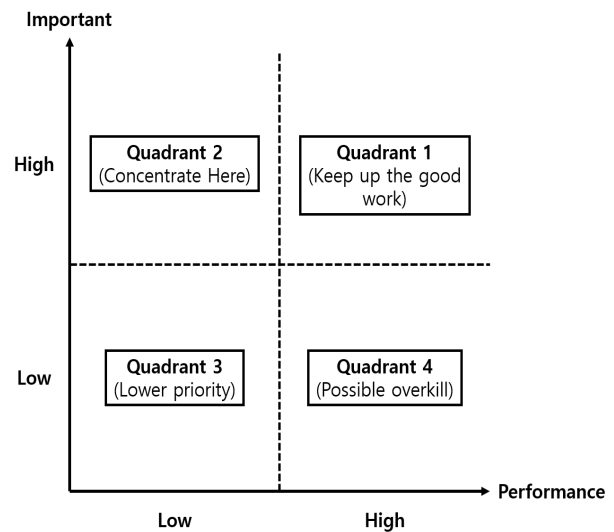 Important
High
Quadrant 2
(Concentrate Here)
Quadrant 1
(Keep up the good
work)
Low
Quadrant 3
(Lower priority)
Quadrant 4
(Possible overkill)
Performance
Low
High